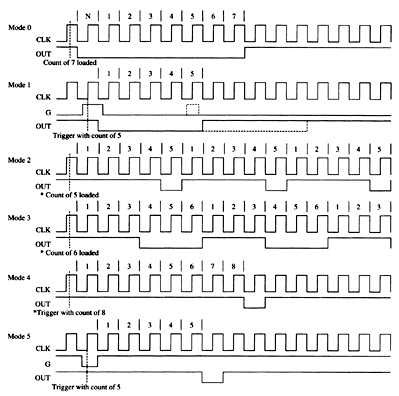 N 1 2 3 4 5 6 7
Mode 0
CLK
OUT
Count of 7 loaded
1 2 3 4 5
Mode 1
CLK
G
OUT
Trigger with count of 5
Mode 2
1 2 3 4 5 1 2 3 4 5 1 2 3 4 5
CLK
OUT
* Count of 5 loaded
Mode 3
1 2 3 4 5 6 1 2 3 4 5 6 1 2 3
CLK
OUT
* Count of 6 loaded
Mode 4
1 2 3 4 5 6 7 8
CLK
OUT
*Trigger with count of 8
Mode 5
1 2 3 4 5
CLK
G
OUT
Trigger with count of 5